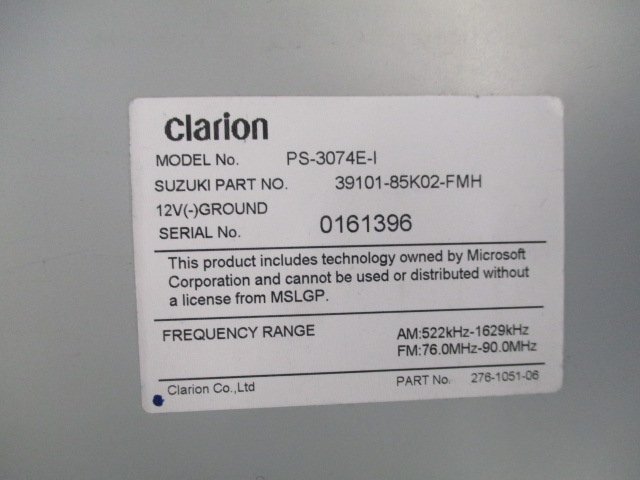 clarion
MODEL No. PS-3074E-I
SUZUKI PART NO. 39101-85K02-FMH
12V(-)GROUND
SERIAL No. 0161396
This product includes technology owned by Microsoft
Corporation and cannot be used or distributed without
a license from MSLGP.
FREQUENCY RANGE AM:522kHz-1629kHz
FM:76.0MHz-90.0MHz
Clarion Co.,Ltd PART No. 276-1051-06